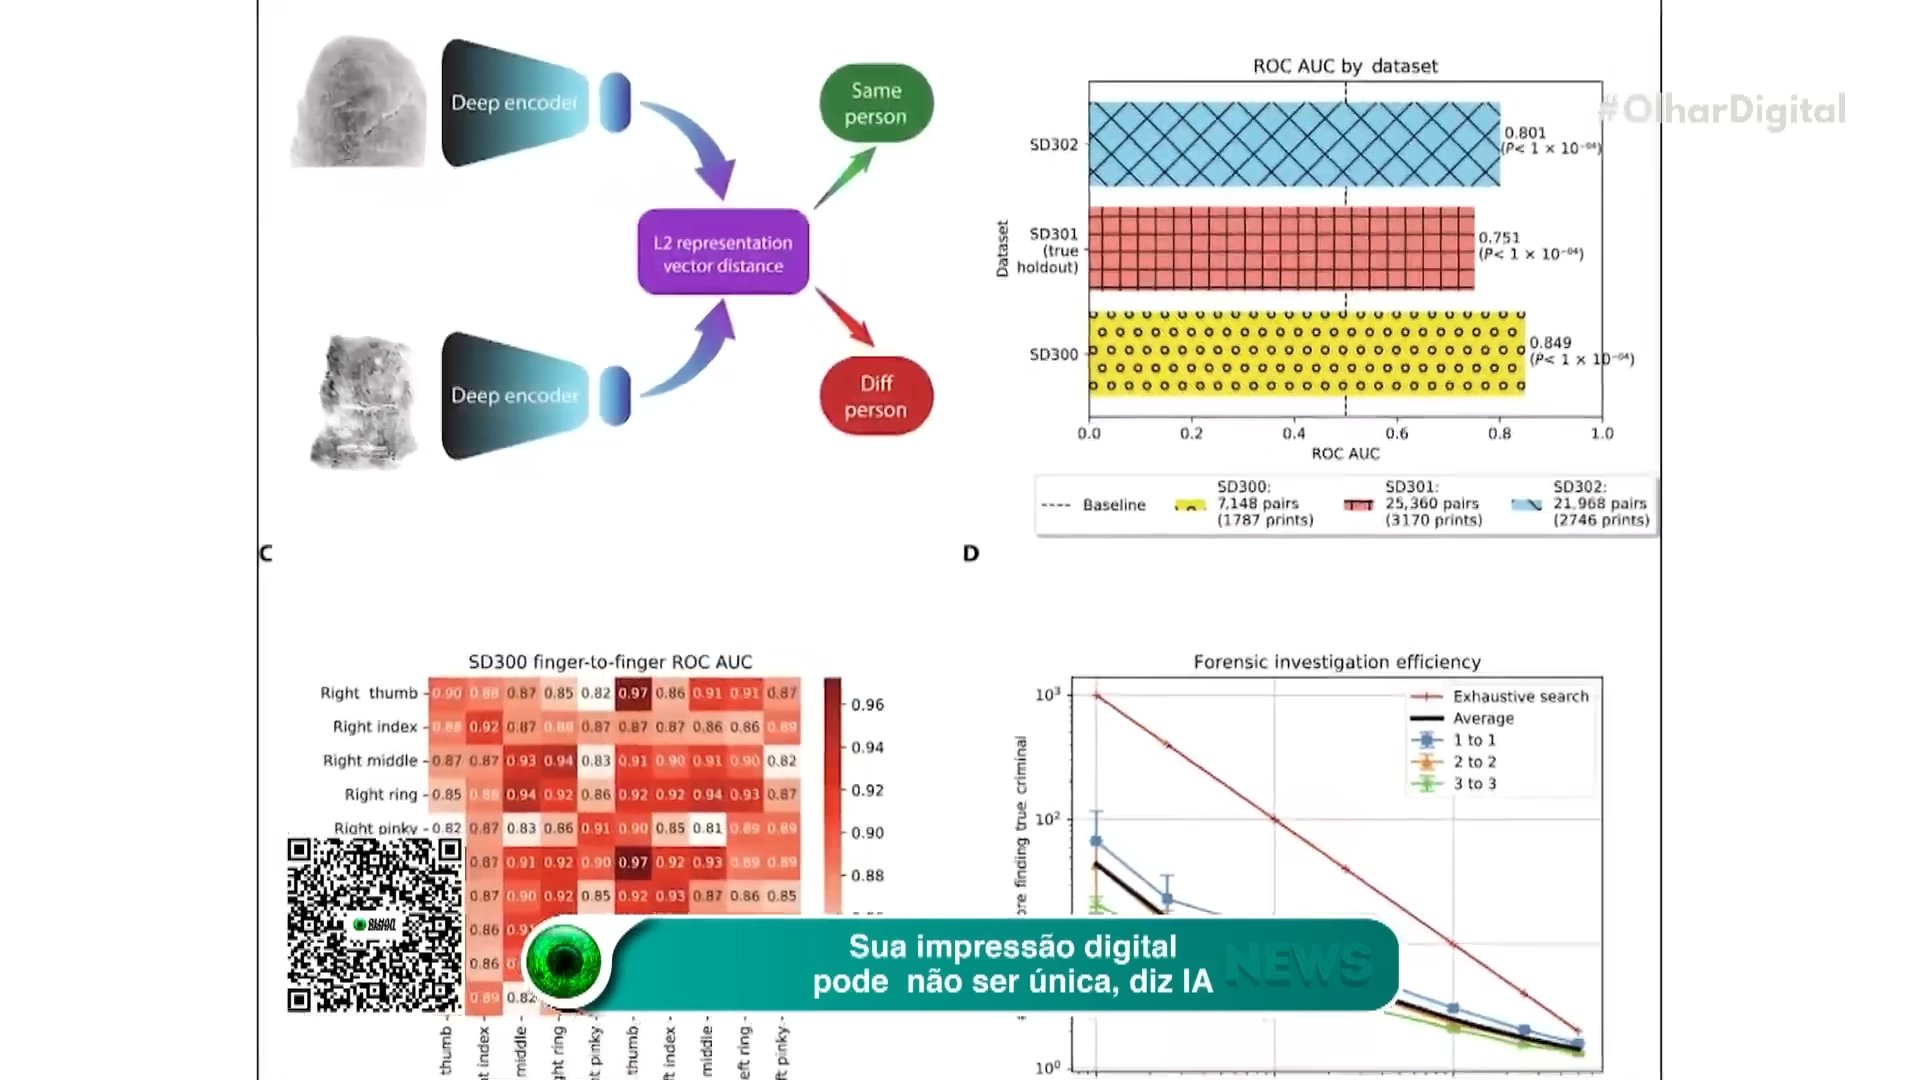 #OlharDigital
Deep encoder
Same
person
L2 representation
vector distance
Deep encoder
Diff
person
ROC AUC by dataset
SD302
0.801
(P< 1 × 10⁻⁰⁴)
Dataset
SD301
(true
holdout)
0.751
(P< 1 × 10⁻⁰⁴)
SD300
0.849
(P< 1 × 10⁻⁰⁴)
0.0 0.2 0.4 0.6 0.8 1.0
ROC AUC
Baseline
SD300:
7,148 pairs
(1787 prints)
SD301:
25,360 pairs
(3170 prints)
SD302:
21,968 pairs
(2746 prints)
C
D
SD300 finger-to-finger ROC AUC
Right thumb 0.90 0.88 0.87 0.85 0.82 0.97 0.86 0.91 0.91 0.87
Right index 0.88 0.92 0.87 0.88 0.87 0.87 0.87 0.86 0.86 0.89
Right middle 0.87 0.87 0.93 0.94 0.83 0.91 0.90 0.91 0.90 0.82
Right ring 0.85 0.88 0.94 0.92 0.86 0.92 0.92 0.94 0.93 0.87
Right pinky 0.82 0.87 0.83 0.86 0.91 0.90 0.85 0.81 0.89 0.89
0.87 0.91 0.92 0.90 0.97 0.92 0.93 0.89 0.89
0.87 0.90 0.92 0.85 0.92 0.93 0.87 0.86 0.85
0.86 0.91
0.86
0.89 0.82
0.96
0.94
0.92
0.90
0.88
thumb
t index
middle
ht ring
t pinky
thumb
ft index
middle
eft ring
ft pinky
Forensic investigation efficiency
Exhaustive search
Average
1 to 1
2 to 2
3 to 3
10³
10²
10⁰
ore finding true criminal
Sua impressão digital
pode não ser única, diz IA
NEWS